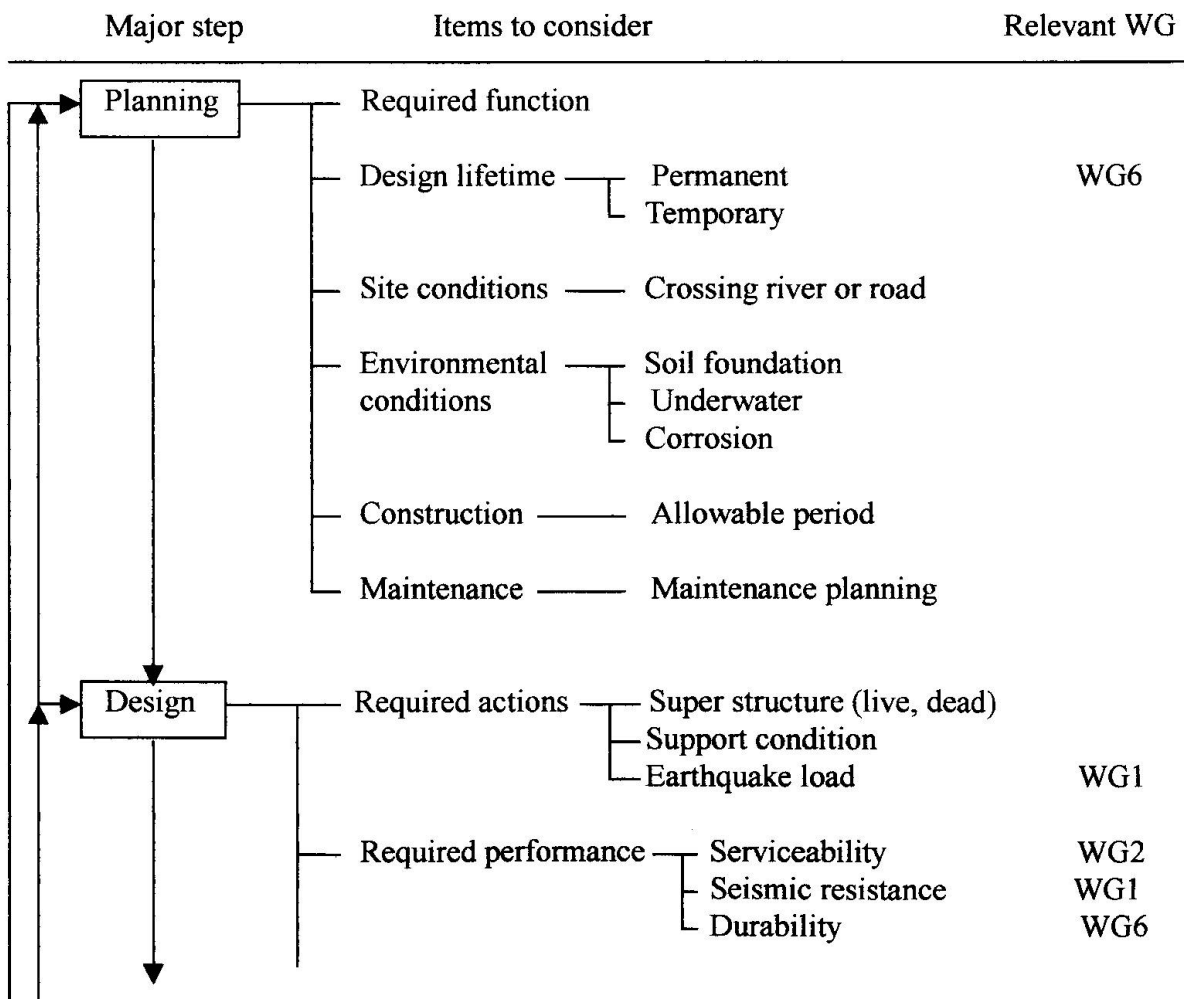 Major step Items to consider Relevant WG
Planning Required function
Design lifetime Permanent WG6
Temporary
Site conditions Crossing river or road
Environmental Soil foundation
conditions Underwater
Corrosion
Construction Allowable period
Maintenance Maintenance planning
Design Required actions Super structure (live, dead)
Support condition
Earthquake load WG1
Required performance Serviceability WG2
Seismic resistance WG1
Durability WG6